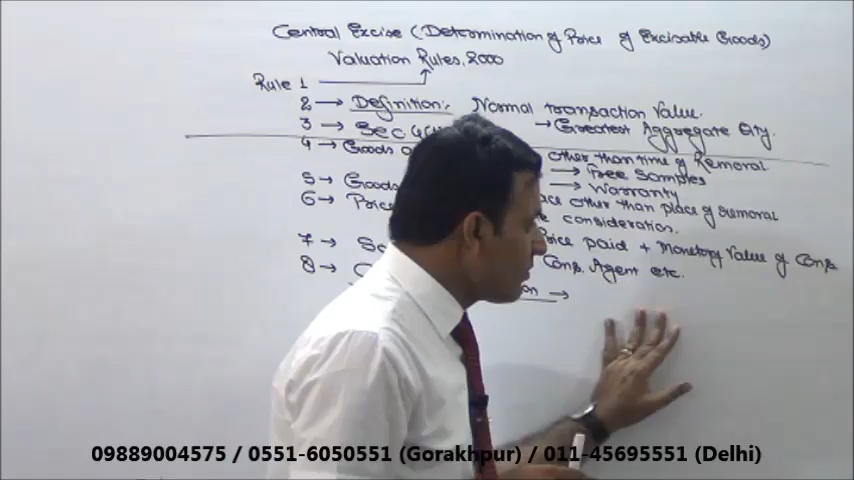 Central Excise (Determination of Price of Excisable Goods)
Valuation Rules, 2000
Rule 1
2 → Definition:- Normal transaction Value.
→ Greatest Aggregate Qty.
3 → Sec
4 → Goods other than time of Removal
→ Free Samples
→ Warranty
5 → Goods place other than place of removal
6 → Price consideration.
Price paid + Monetary Value of Cons.
7 →
8 → Cons. Agent etc.
→
09889004575 / 0551-6050551 (Gorakhpur) / 011-45695551 (Delhi)